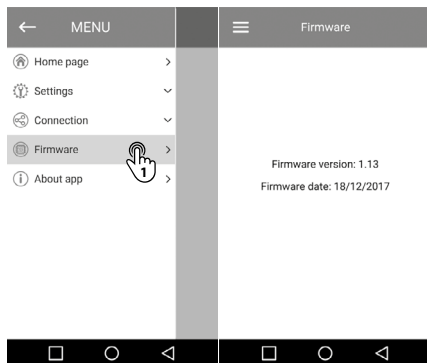 MENU
Home page
Settings
Connection
Firmware
1
About app
Firmware
Firmware version: 1.13
Firmware date: 18/12/2017